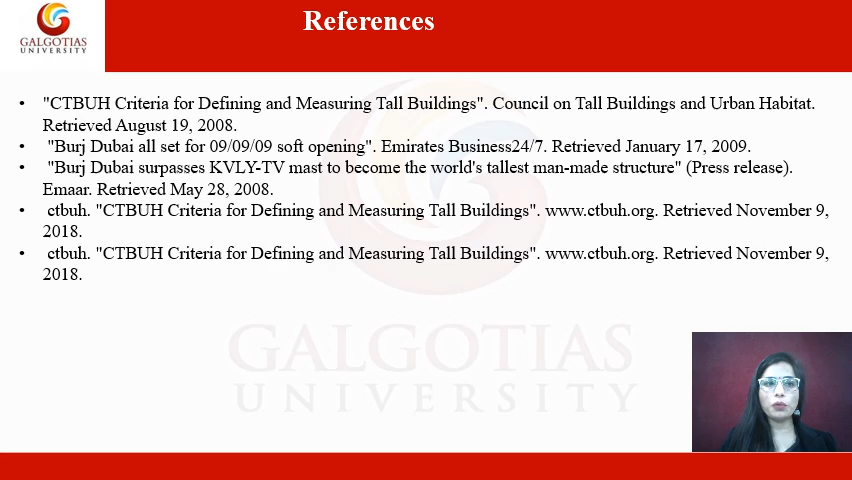 References
GALGOTIAS
UNIVERSITY
• "CTBUH Criteria for Defining and Measuring Tall Buildings". Council on Tall Buildings and Urban Habitat.
Retrieved August 19, 2008.
• "Burj Dubai all set for 09/09/09 soft opening". Emirates Business24/7. Retrieved January 17, 2009.
• "Burj Dubai surpasses KVLY-TV mast to become the world's tallest man-made structure" (Press release).
Emaar. Retrieved May 28, 2008.
• ctbuh. "CTBUH Criteria for Defining and Measuring Tall Buildings". www.ctbuh.org. Retrieved November 9,
2018.
• ctbuh. "CTBUH Criteria for Defining and Measuring Tall Buildings". www.ctbuh.org. Retrieved November 9,
2018.
GALGOTIAS
UNIVERSITY